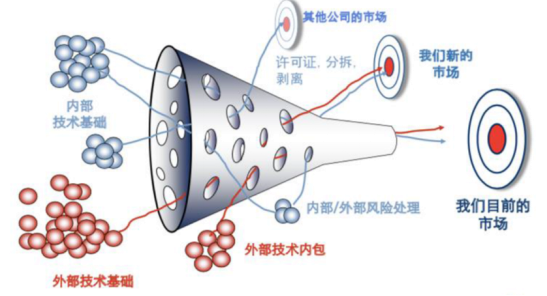 其他公司的市场
许可证, 分拆,
剥离
我们新的
市场
内部
技术基础
我们目前的
市场
内部/外部风险处理
外部技术内包
外部技术基础